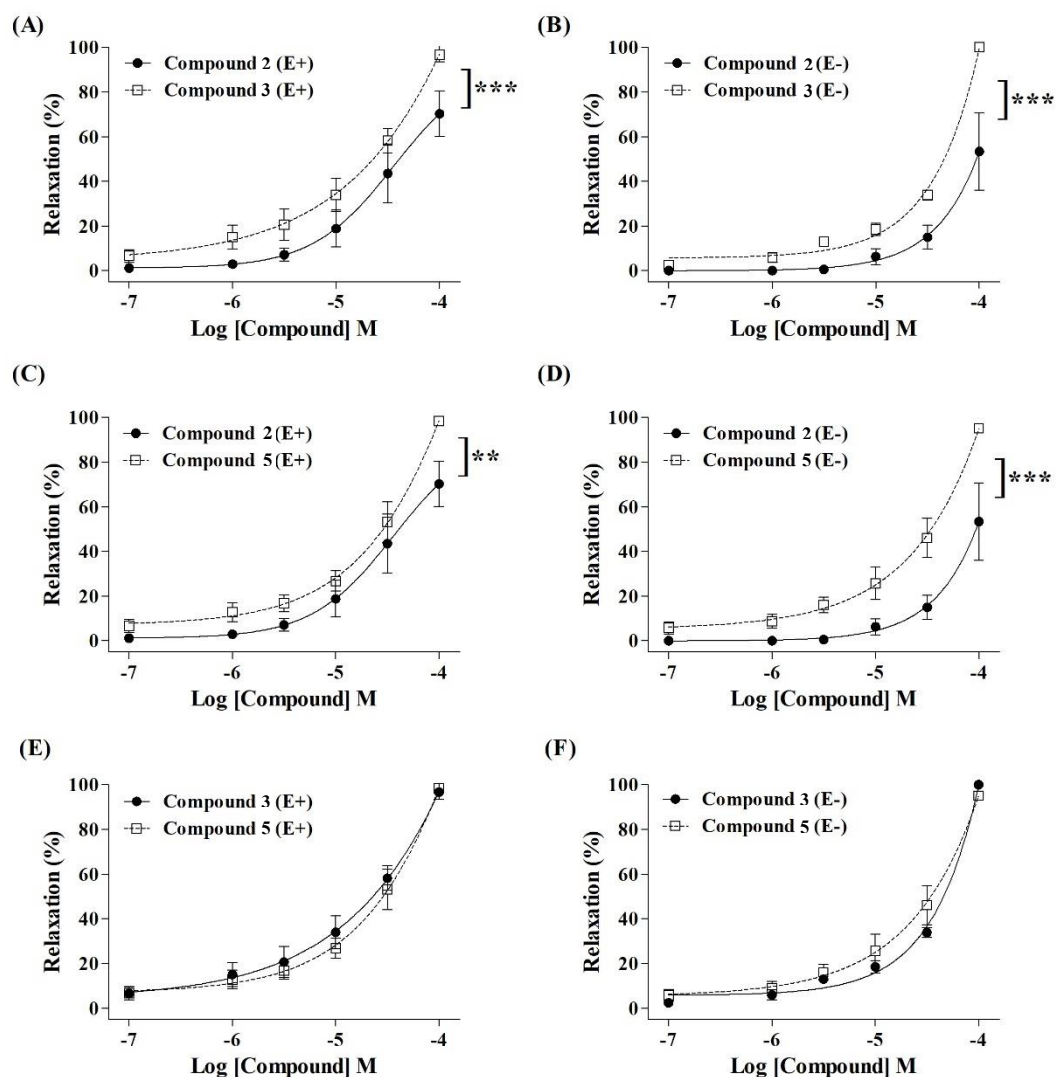 (A)
Compound 2 (E+)
Compound 3 (E+)
***
Relaxation (%)
100
80
60
40
20
0
-7 -6 -5 -4
Log [Compound] M
(B)
Compound 2 (E-)
Compound 3 (E-)
***
Relaxation (%)
100
80
60
40
20
0
-7 -6 -5 -4
Log [Compound] M
(C)
Compound 2 (E+)
Compound 5 (E+)
**
Relaxation (%)
100
80
60
40
20
0
-7 -6 -5 -4
Log [Compound] M
(D)
Compound 2 (E-)
Compound 5 (E-)
***
Relaxation (%)
100
80
60
40
20
0
-7 -6 -5 -4
Log [Compound] M
(E)
Compound 3 (E+)
Compound 5 (E+)
Relaxation (%)
100
80
60
40
20
0
-7 -6 -5 -4
Log [Compound] M
(F)
Compound 3 (E-)
Compound 5 (E-)
Relaxation (%)
100
80
60
40
20
0
-7 -6 -5 -4
Log [Compound] M